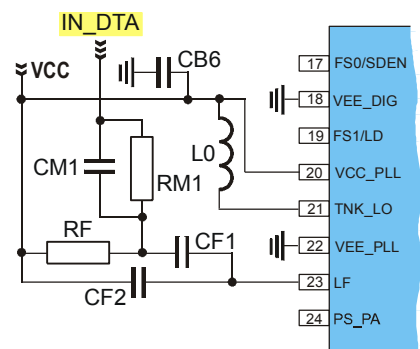 IN_DTA
VCC
CB6
CM1
RM1
L0
RF
CF1
CF2
17 FS0/SDEN
18 VEE_DIG
19 FS1/LD
20 VCC_PLL
21 TNK_LO
22 VEE_PLL
23 LF
24 PS_PA